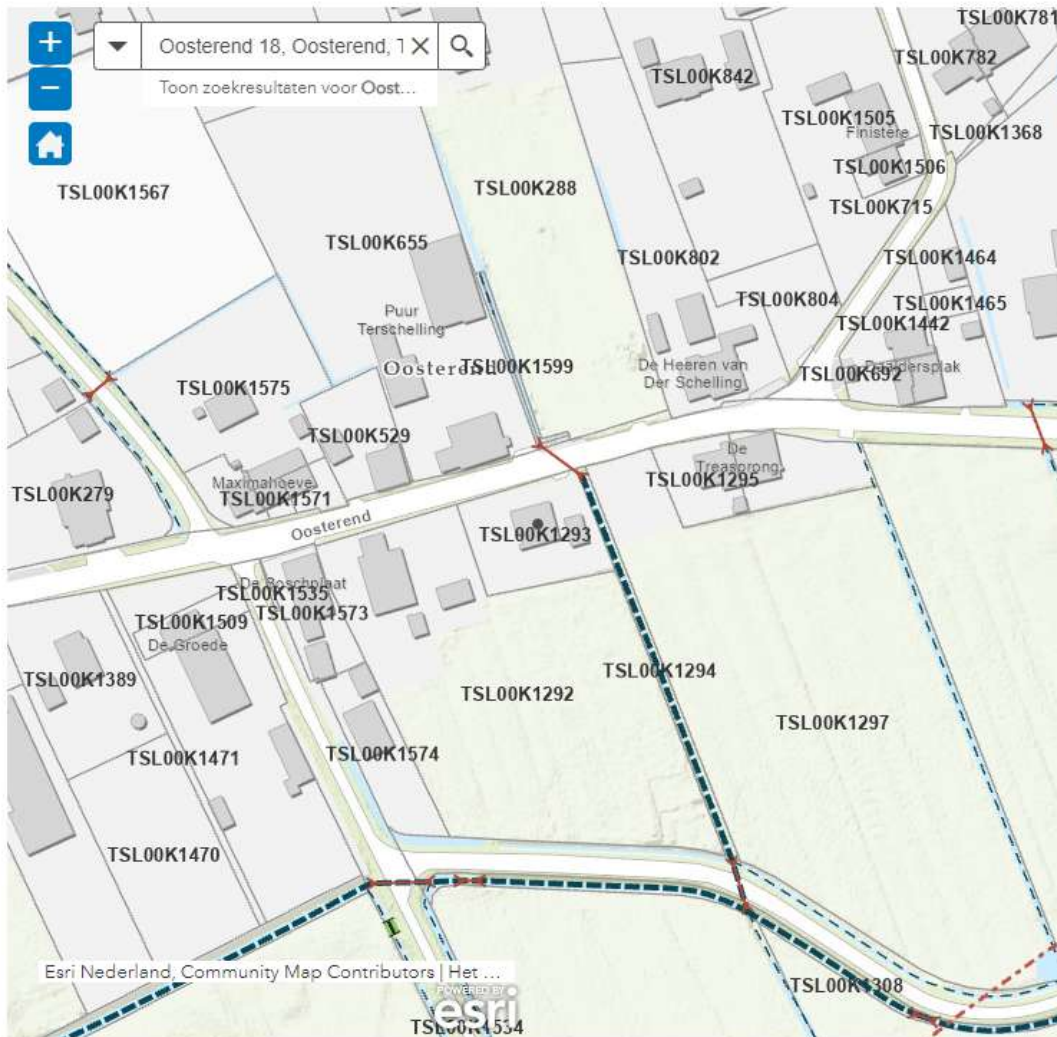 +
Oosterend 18, Oosterend, T
−
Toon zoekresultaten voor Oost...
TSL00K781
TSL00K782
TSL00K842
TSL00K1505
Finistere
TSL00K1368
TSL00K1506
TSL00K1567
TSL00K288
TSL00K715
TSL00K655
TSL00K802
TSL00K1464
TSL00K804
TSL00K1465
TSL00K1442
Puur
Terschelling
Oosterend
TSL00K1599
De Heeren van
Der Schelling
TSL00K692
TSL00K1575
TSL00K529
De
Treasprong
TSL00K1295
TSL00K279
Maximahoeve
TSL00K1571
Oosterend
TSL00K1293
De Boschplaat
TSL00K1535
TSL00K1573
TSL00K1509
De Groede
TSL00K1389
TSL00K1294
TSL00K1292
TSL00K1297
TSL00K1471
TSL00K1574
TSL00K1470
Esri Nederland, Community Map Contributors | Het ...
TSL00K1308
POWERED BY
esri
TSL00K1534